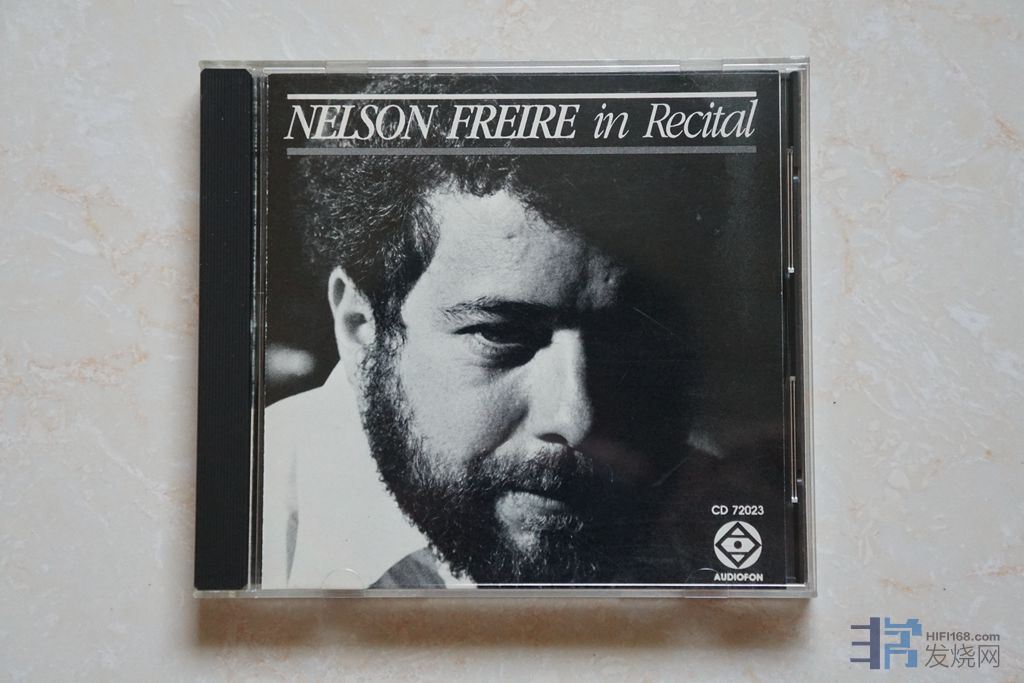 NELSON FREIRE in Recital
CD 72023
AUDIOFON
HIFI168.com
发烧网